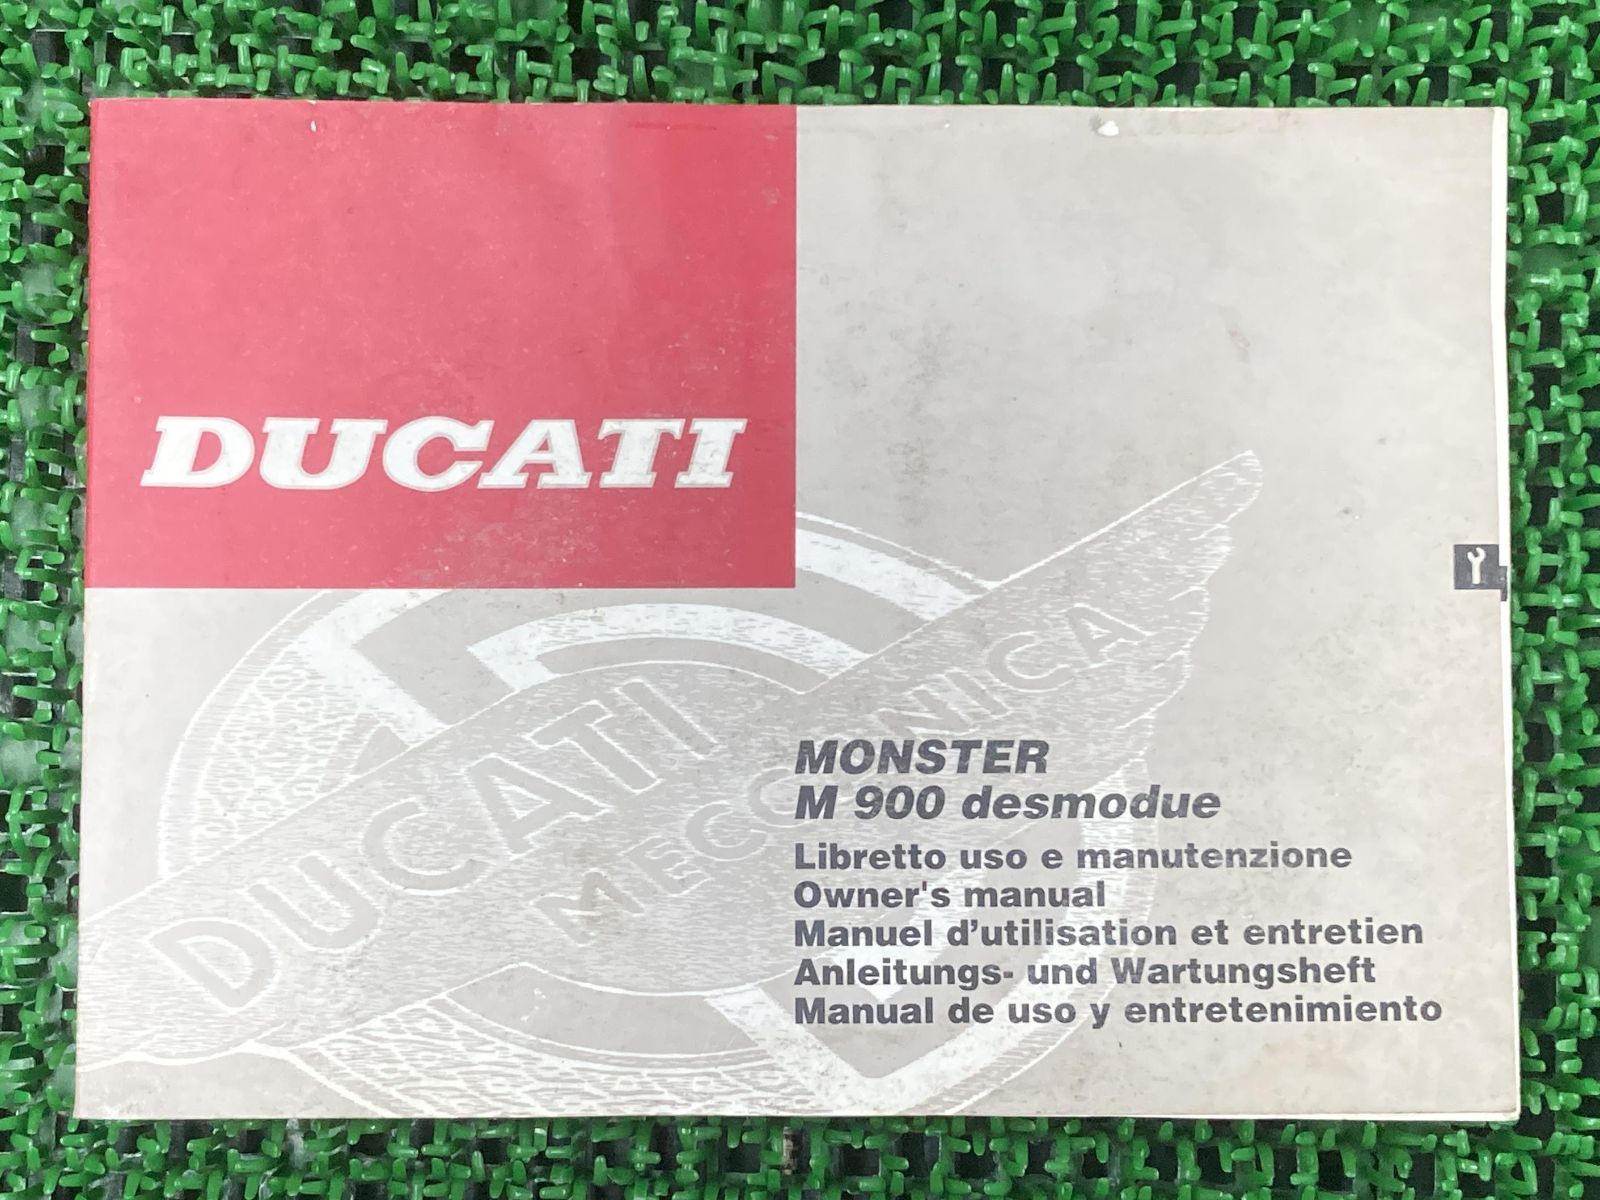 DUCATI
DUCATI
MECCANICA
MONSTER
M 900 desmodue
Libretto uso e manutenzione
Owner's manual
Manuel d'utilisation et entretien
Anleitungs- und Wartungsheft
Manual de uso y entretenimiento